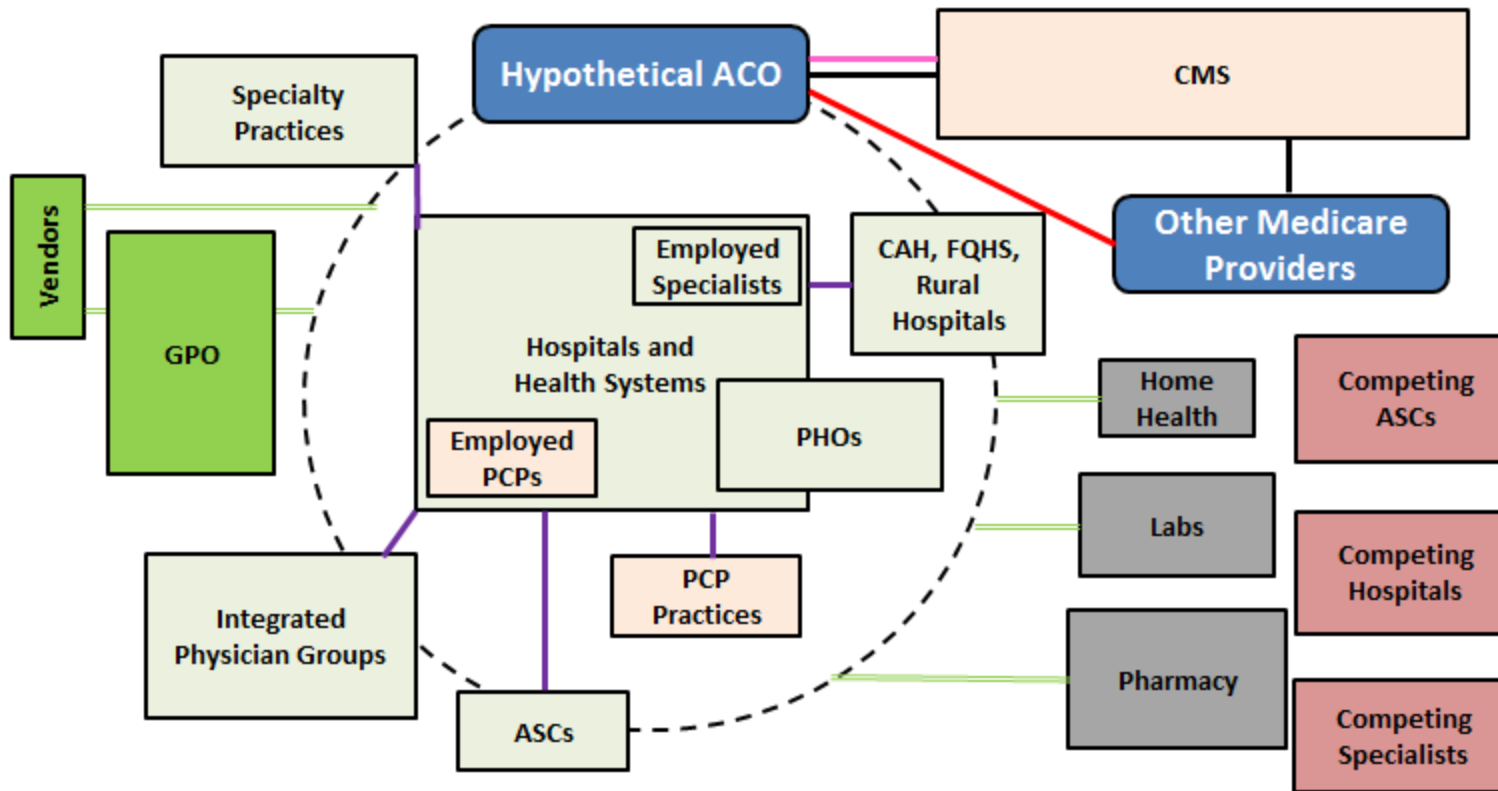 Hypothetical ACO
CMS
Specialty
Practices
Vendors
GPO
Employed
Specialists
CAH, FQHS,
Rural
Hospitals
Other Medicare
Providers
Hospitals and
Health Systems
Employed
PCPs
PHOs
Home
Health
Competing
ASCs
Labs
Competing
Hospitals
Integrated
Physician Groups
PCP
Practices
ASCs
Pharmacy
Competing
Specialists